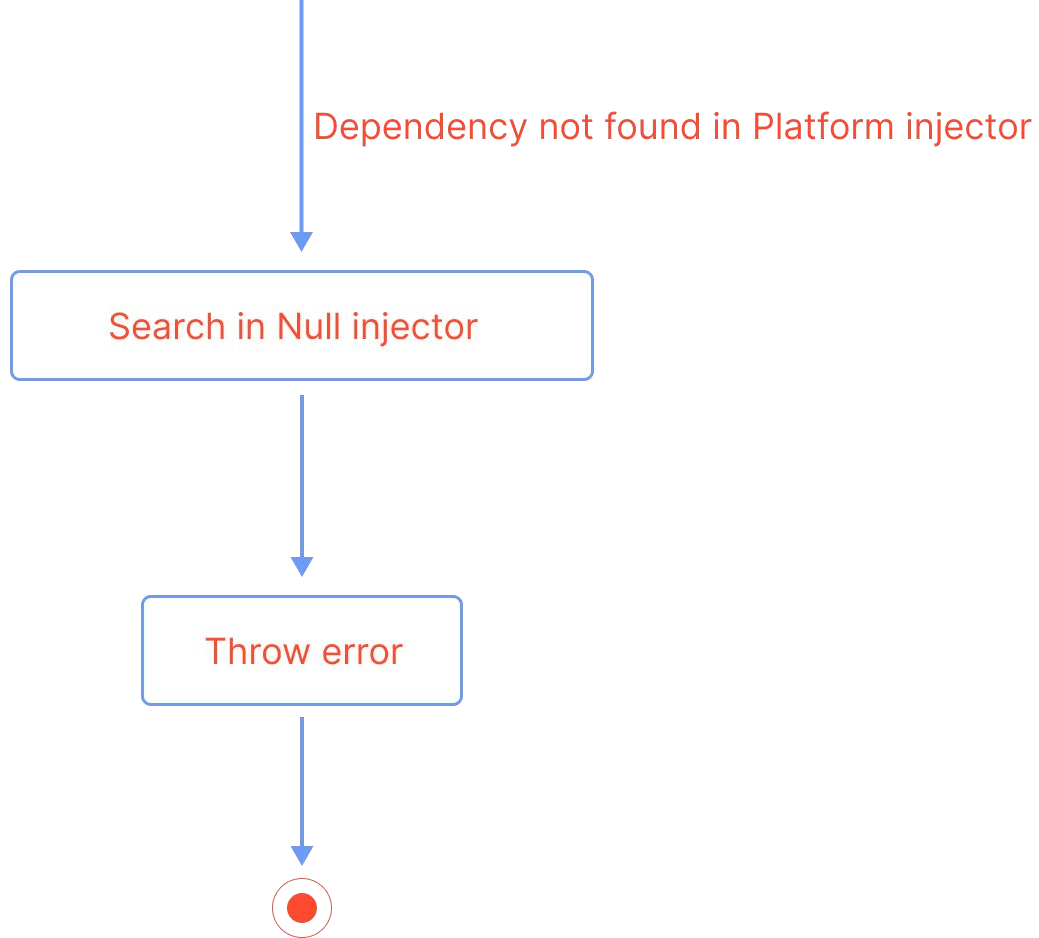 Dependency not found in Platform injector
Search in Null injector
Throw error